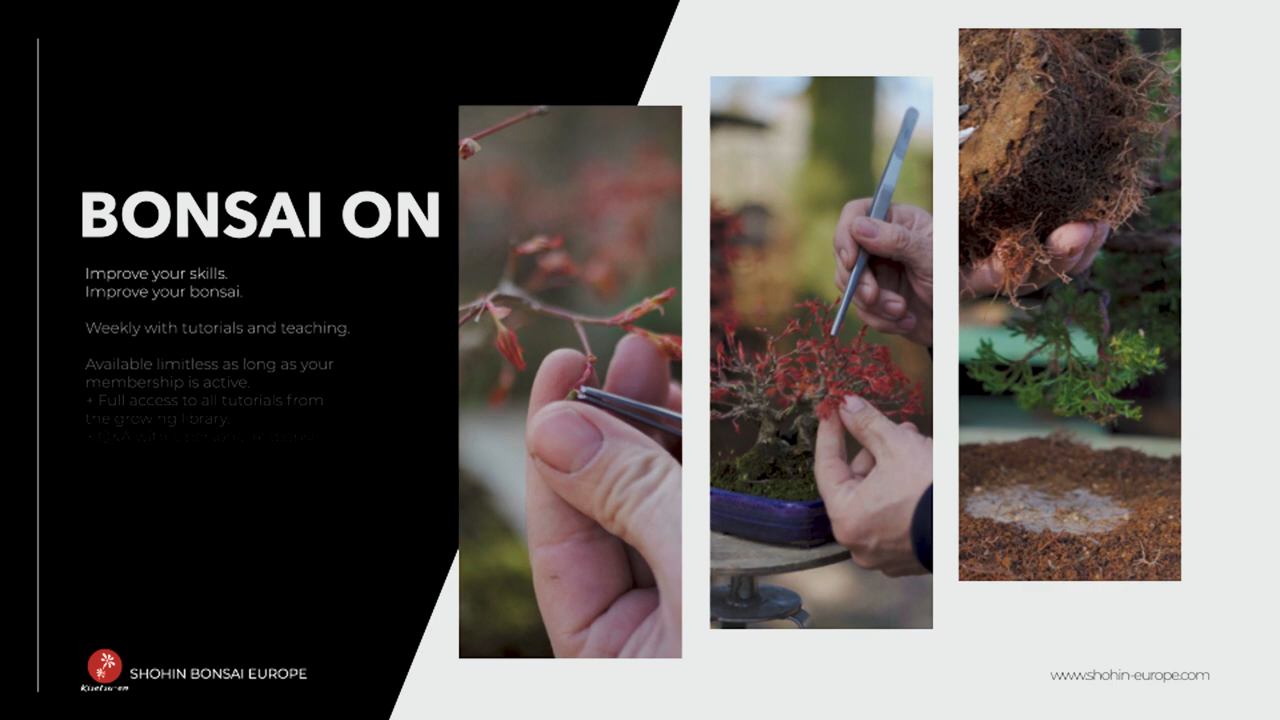 BONSAI ON
Improve your skills.
Improve your bonsai.
Weekly with tutorials and teaching.
Available limitless as long as your
membership is active.
+ Full access to all tutorials from
the growing library.
SHOHIN BONSAI EUROPE
www.shohin-europe.com